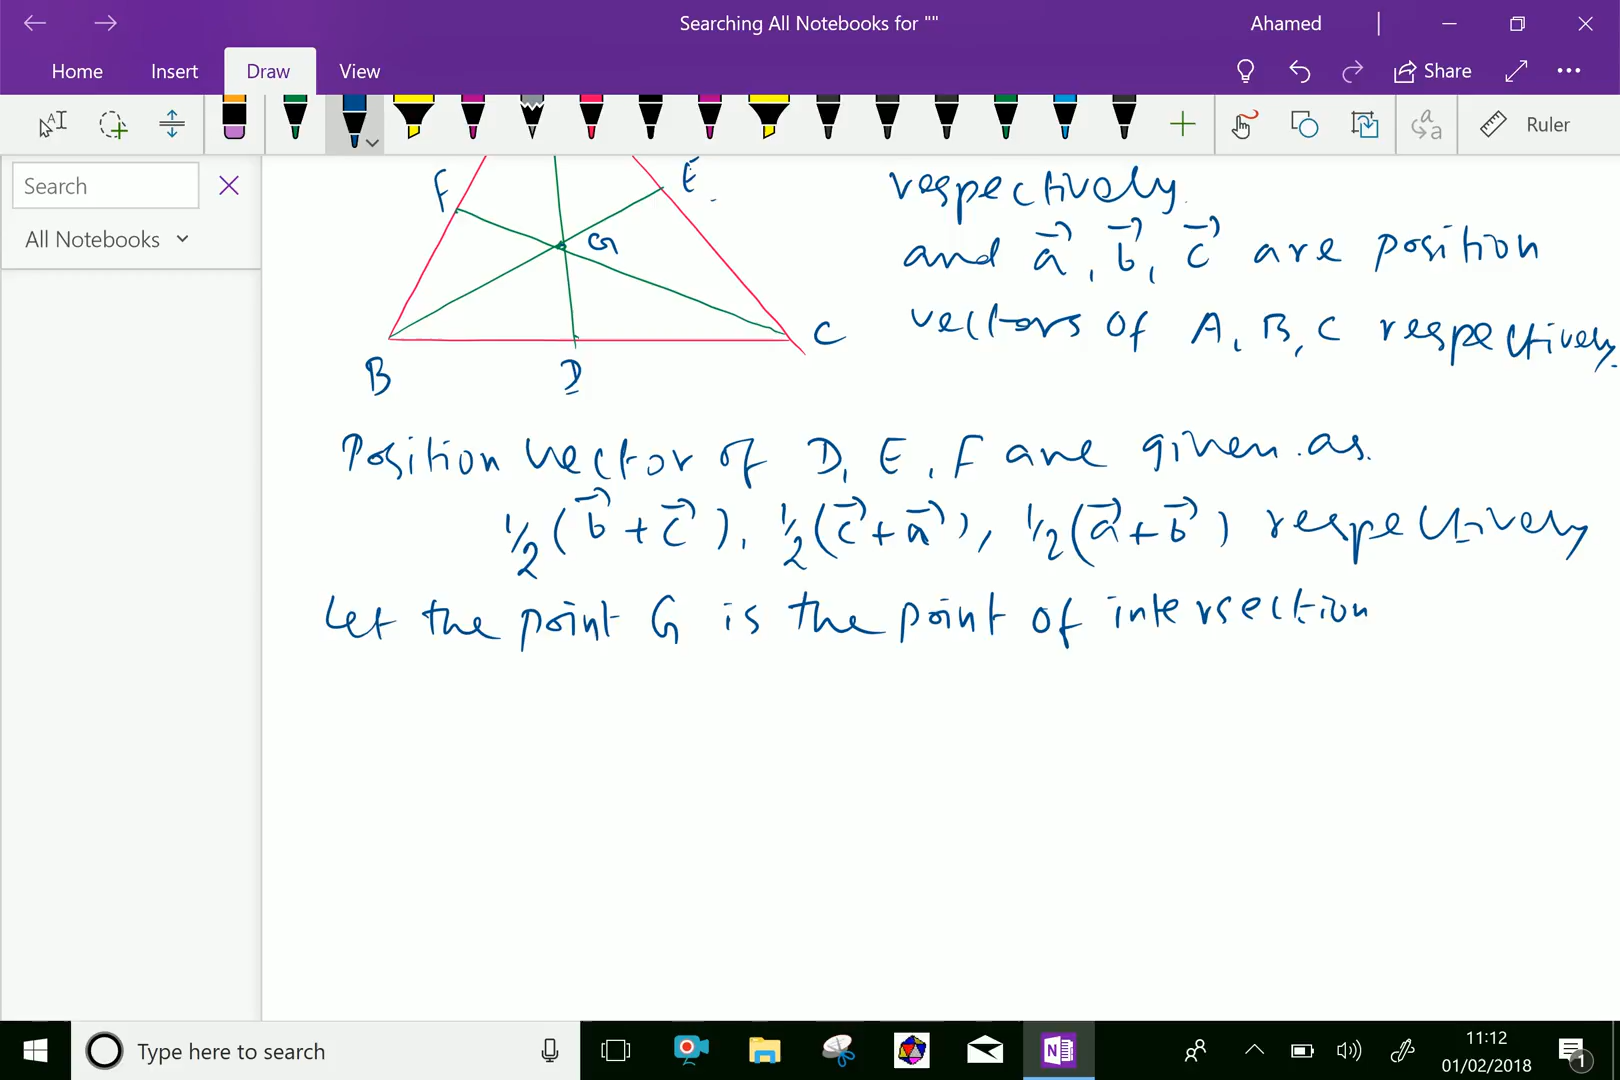 Searching All Notebooks for ""
Ahamed
Home Insert Draw View
Share
Ruler
Search
All Notebooks
F
E
G
B
D
C
respectively.
and a⃗, b⃗, c⃗ are position
vectors of A, B, C respectively.
Position vector of D, E, F are given as.
½(b⃗+c⃗), ½(c⃗+a⃗), ½(a⃗+b⃗) respectively
Let the point G is the point of intersection
Type here to search
11:12
01/02/2018
1